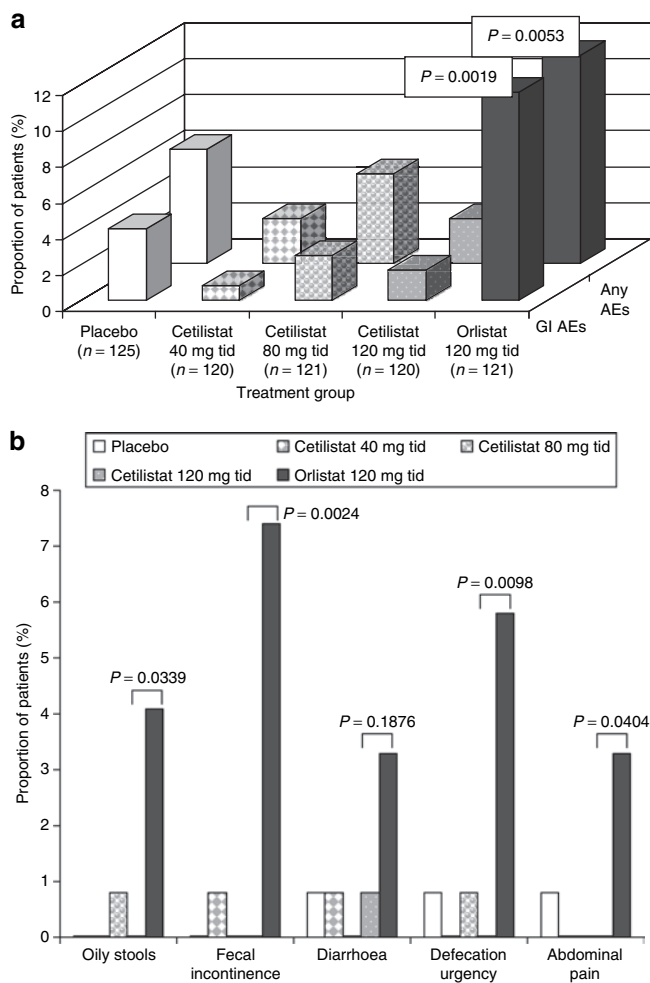 a
P = 0.0053
P = 0.0019
Proportion of patients (%)
12
10
8
6
4
2
0
Placebo
(n = 125)
Cetilistat
40 mg tid
(n = 120)
Cetilistat
80 mg tid
(n = 121)
Cetilistat
120 mg tid
(n = 120)
Orlistat
120 mg tid
(n = 121)
GI AEs
Any
AEs
Treatment group
b
Placebo Cetilistat 40 mg tid Cetilistat 80 mg tid
Cetilistat 120 mg tid Orlistat 120 mg tid
Proportion of patients (%)
8
7
6
5
4
3
2
1
0
P = 0.0339
P = 0.0024
P = 0.1876
P = 0.0098
P = 0.0404
Oily stools
Fecal
incontinence
Diarrhoea
Defecation
urgency
Abdominal
pain